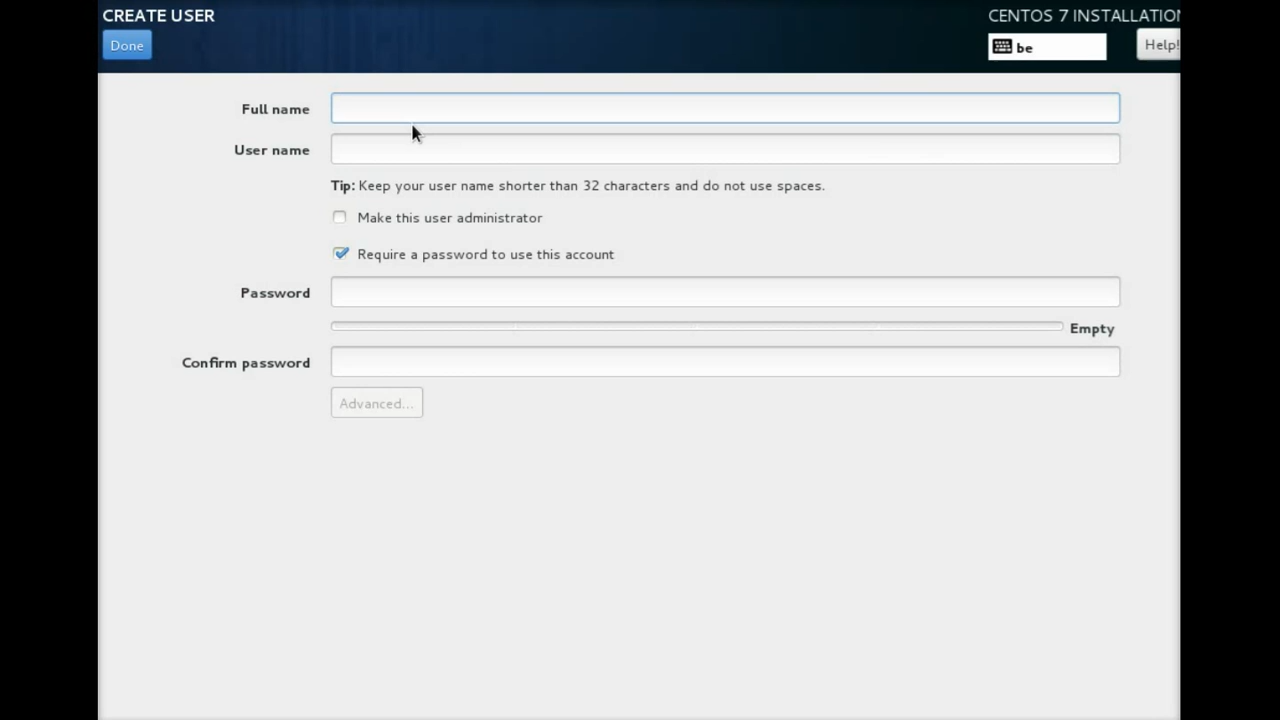 CREATE USER
CENTOS 7 INSTALLATION
Done
be
Help!
Full name
User name
Tip: Keep your user name shorter than 32 characters and do not use spaces.
Make this user administrator
Require a password to use this account
Password
Empty
Confirm password
Advanced...